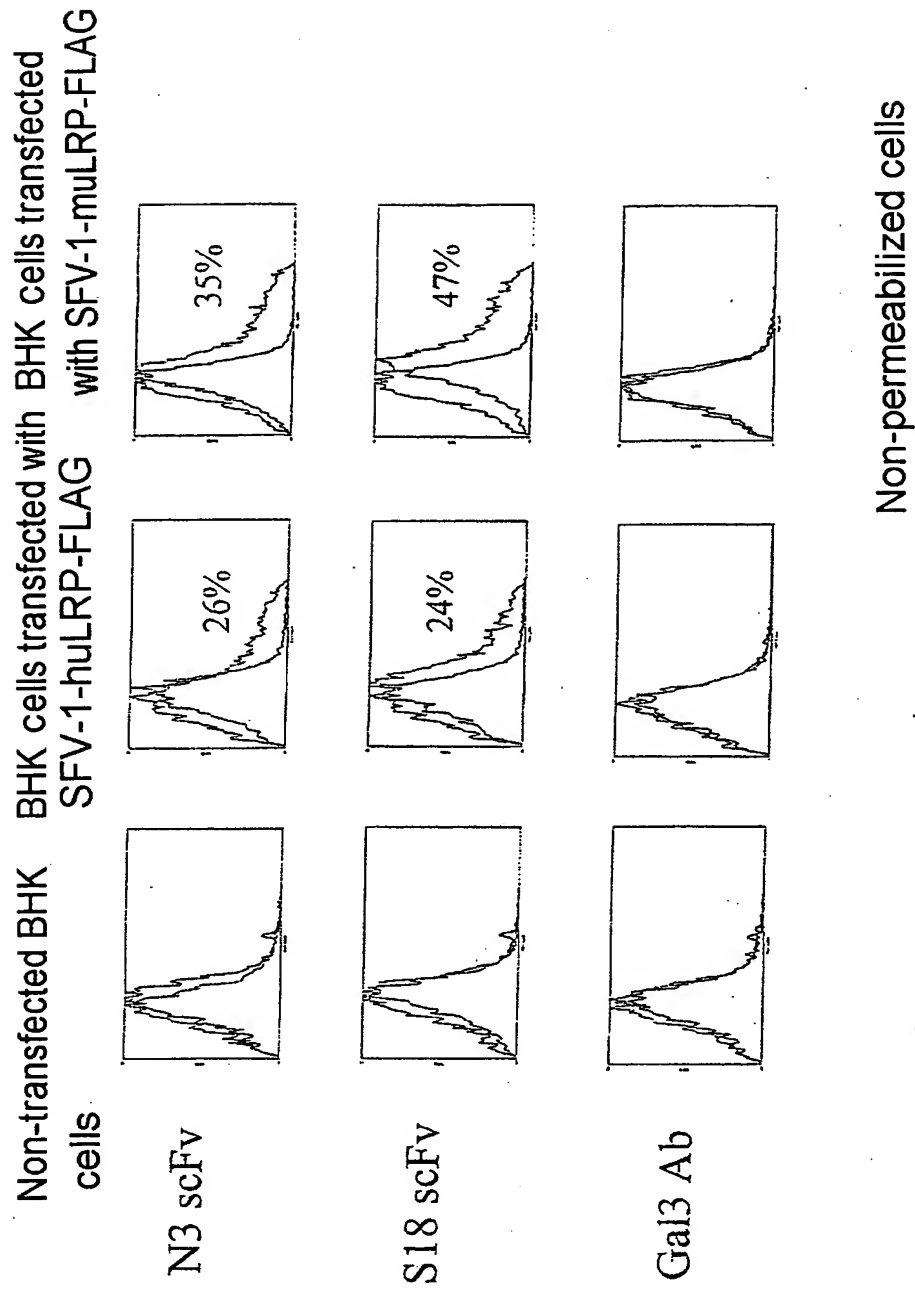 Non-transfected BHK
cells
BHK cells transfected with
SFV-1-huLRP-FLAG
BHK cells transfected
with SFV-1-muLRP-FLAG
N3 scFv
26%
35%
S18 scFv
24%
47%
Gal3 Ab
Non-permeabilized cells